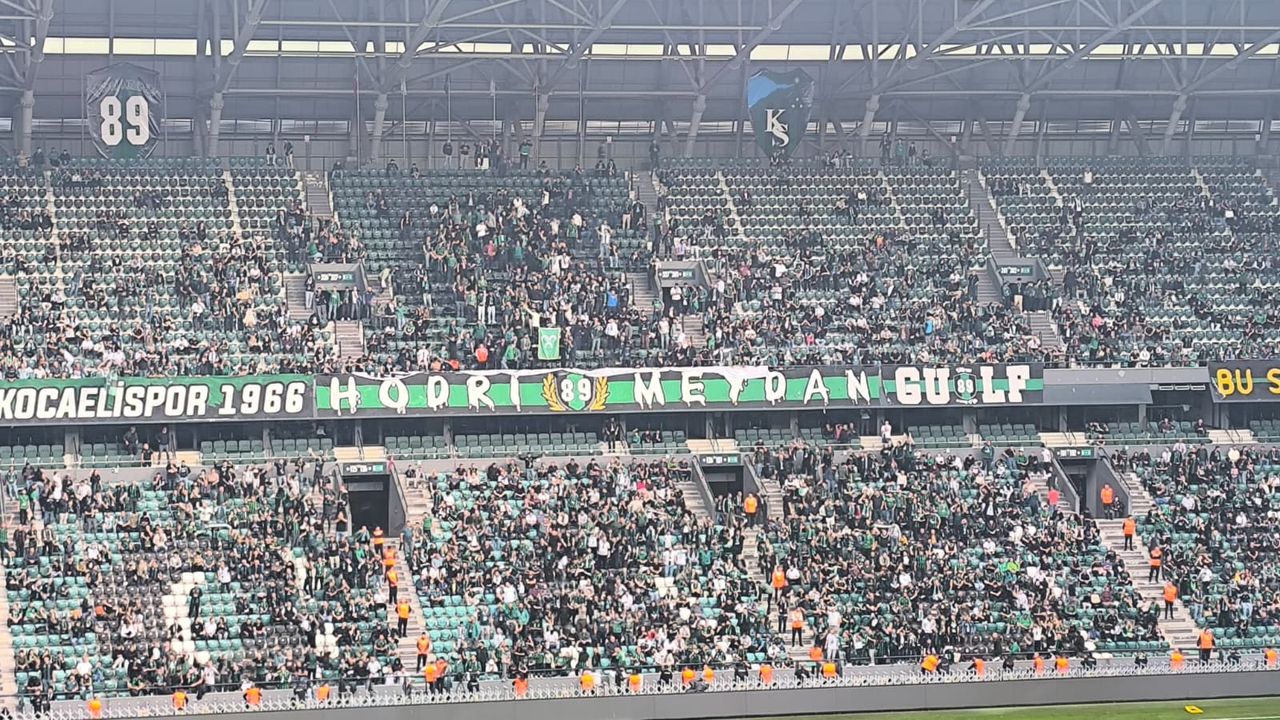 89
KS
KOCAELİSPOR 1966
HODRİ 89 MEYDAN
GULF
BU S